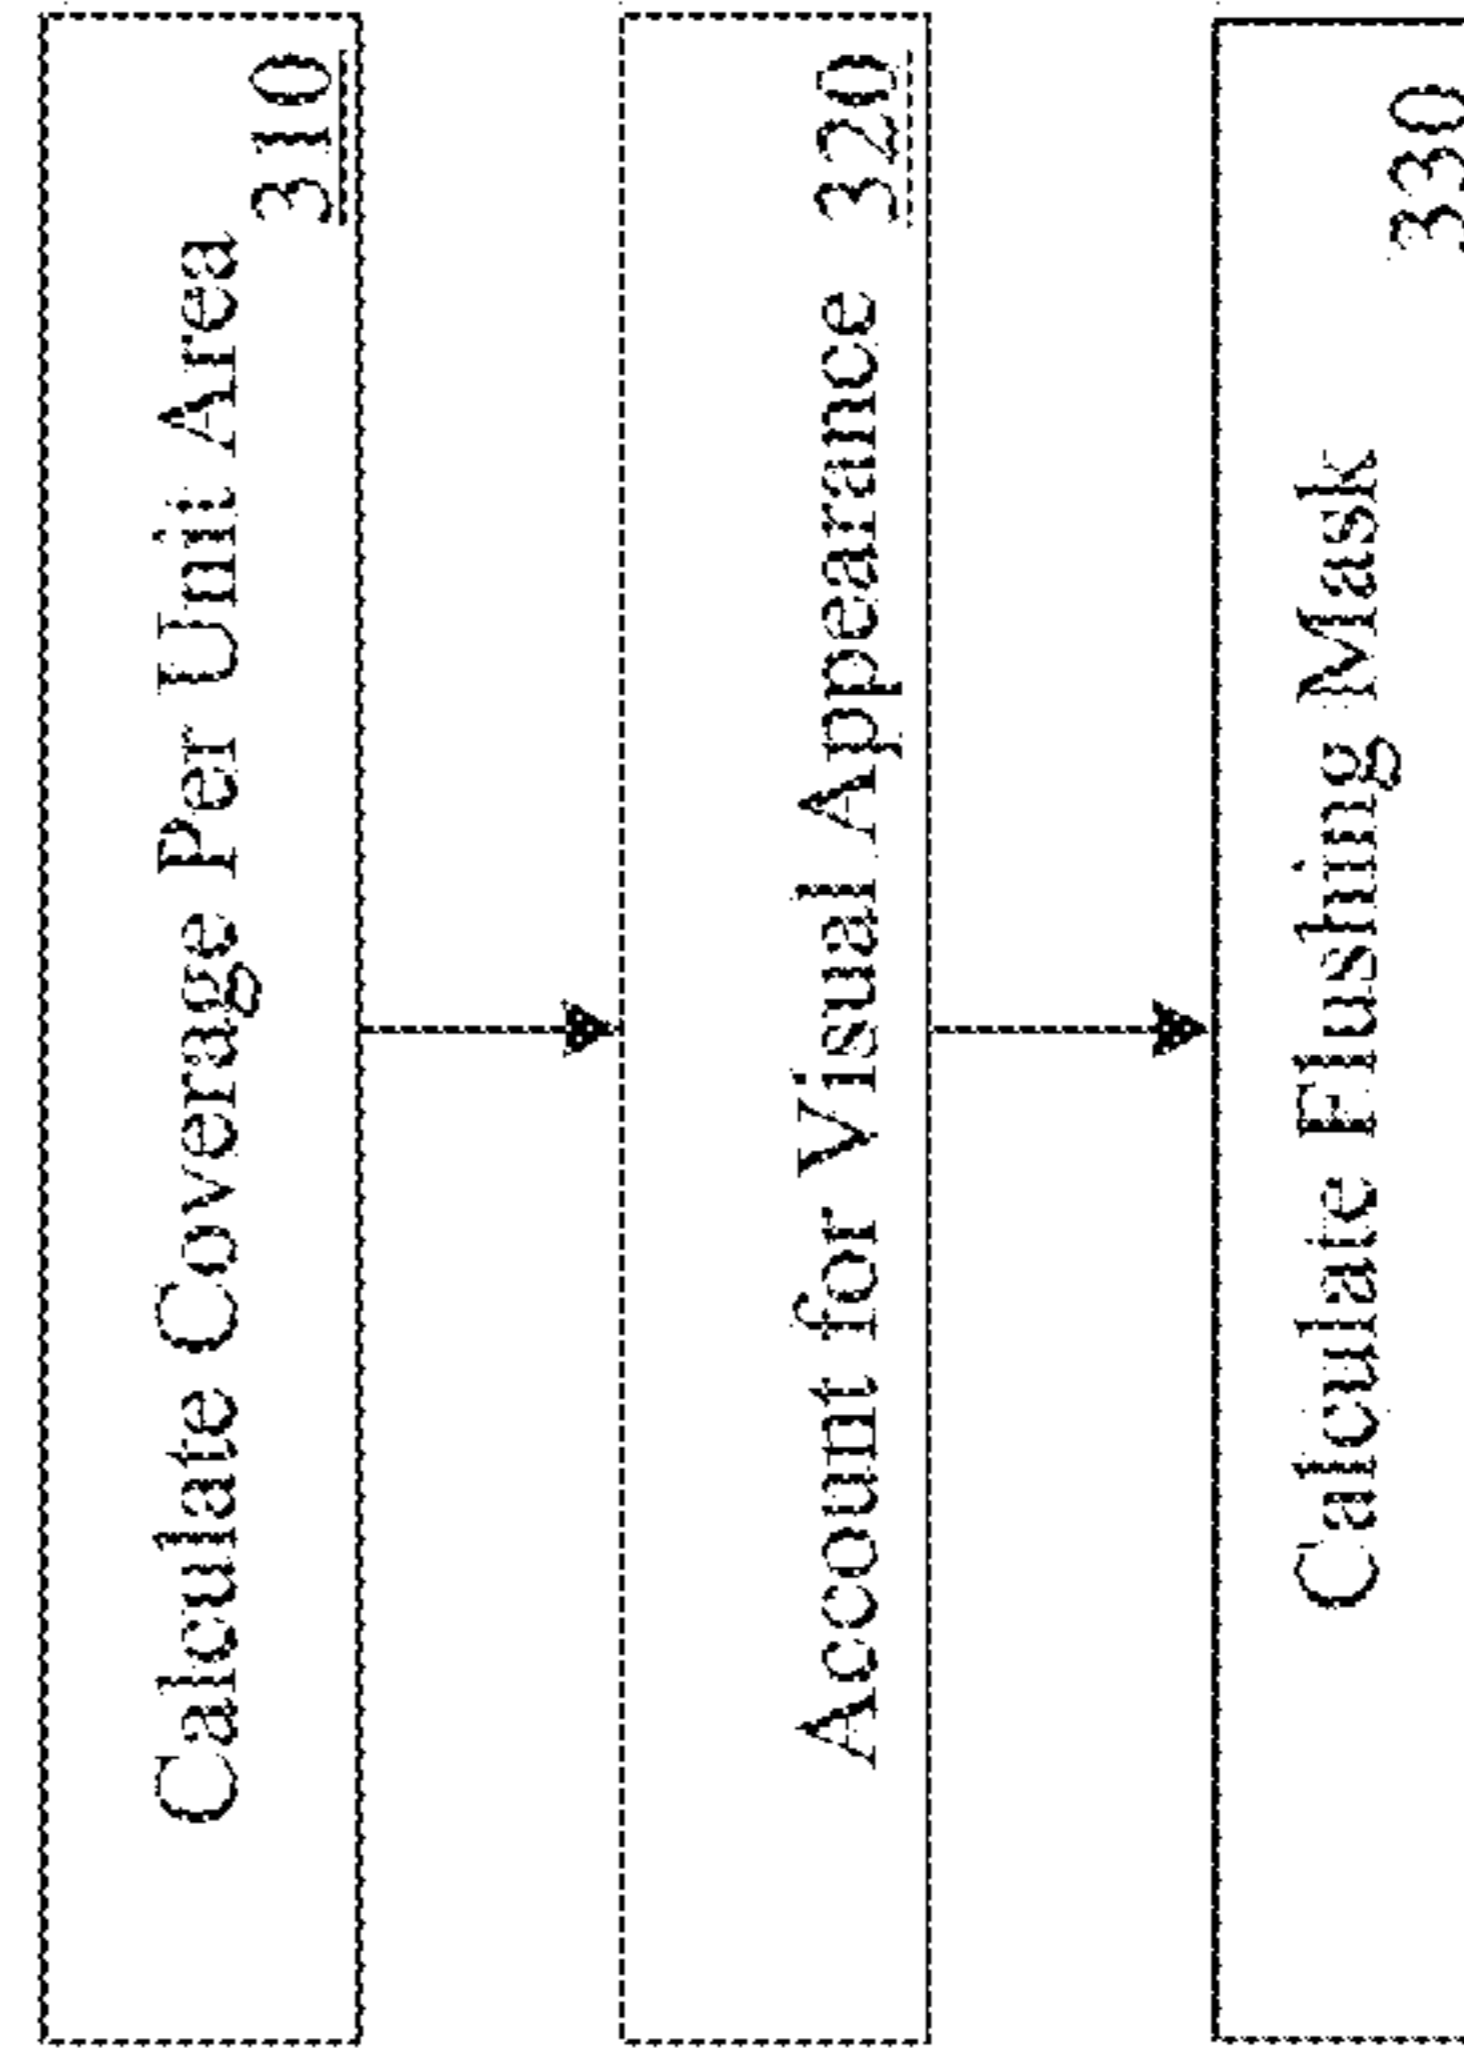 Calculate Coverage Per Unit Area
310
Account for Visual Appearance 320
Calculate Flushing Mask
330